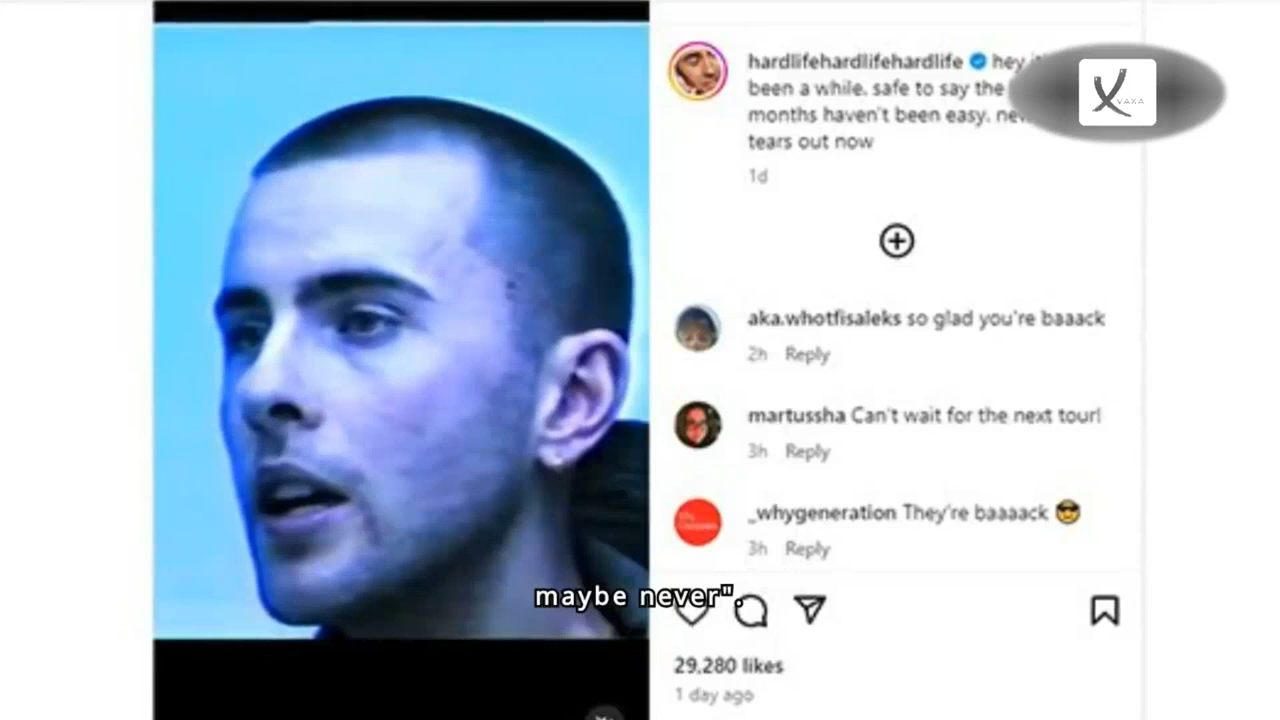 hardlifehardlifehardlife hey
been a while. safe to say the
months haven't been easy.
tears out now
1d
VAXA
aka.whotfisaleks so glad you're baaack
2h Reply
martussha Can't wait for the next tour!
3h Reply
_whygeneration They're baaaack 😎
3h Reply
maybe never".
29,280 likes
1 day ago